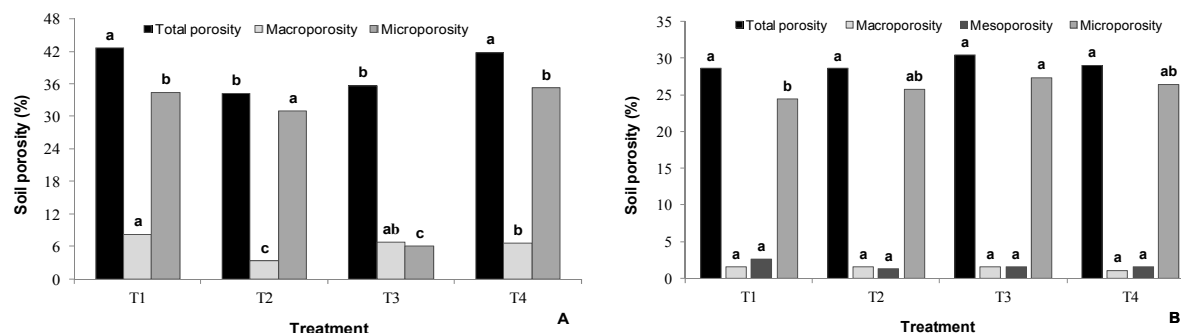 48
42
36
30
24
18
12
6
0
Soil porosity (%)
Total porosity Macroporosity Microporosity
a a b a c b b ab c a b b
T1 T2 T3 T4
Treatment
A
35
30
25
20
15
10
5
0
Soil porosity (%)
Total porosity Macroporosity Mesoporosity Microporosity
a a a b a a a ab a a a a a a a ab
T1 T2 T3 T4
Treatment
B